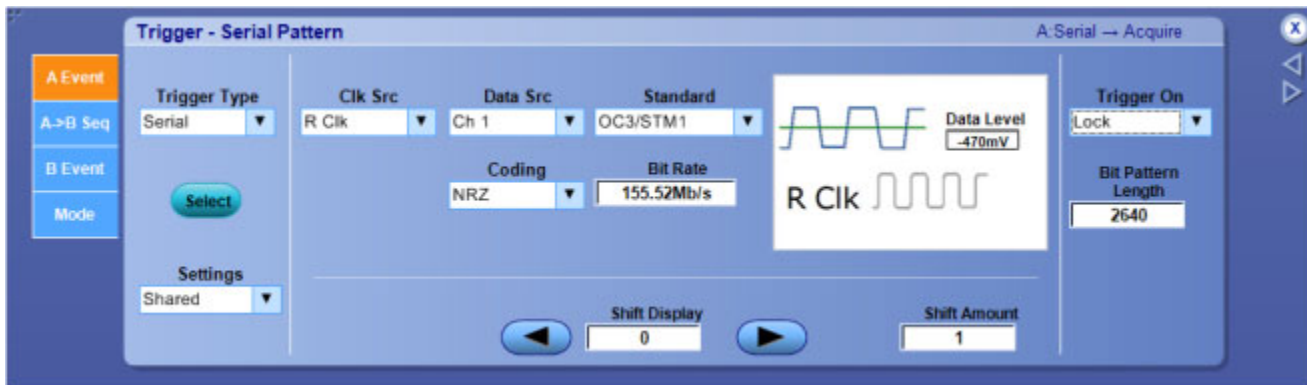 Trigger - Serial Pattern
A:Serial → Acquire
X
A Event
A->B Seq
B Event
Mode
Trigger Type
Serial
Select
Settings
Shared
Clk Src
R Clk
Data Src
Ch 1
Standard
OC3/STM1
Coding
NRZ
Bit Rate
155.52Mb/s
Data Level
-470mV
R Clk
Shift Display
0
Shift Amount
1
Trigger On
Lock
Bit Pattern
Length
2640